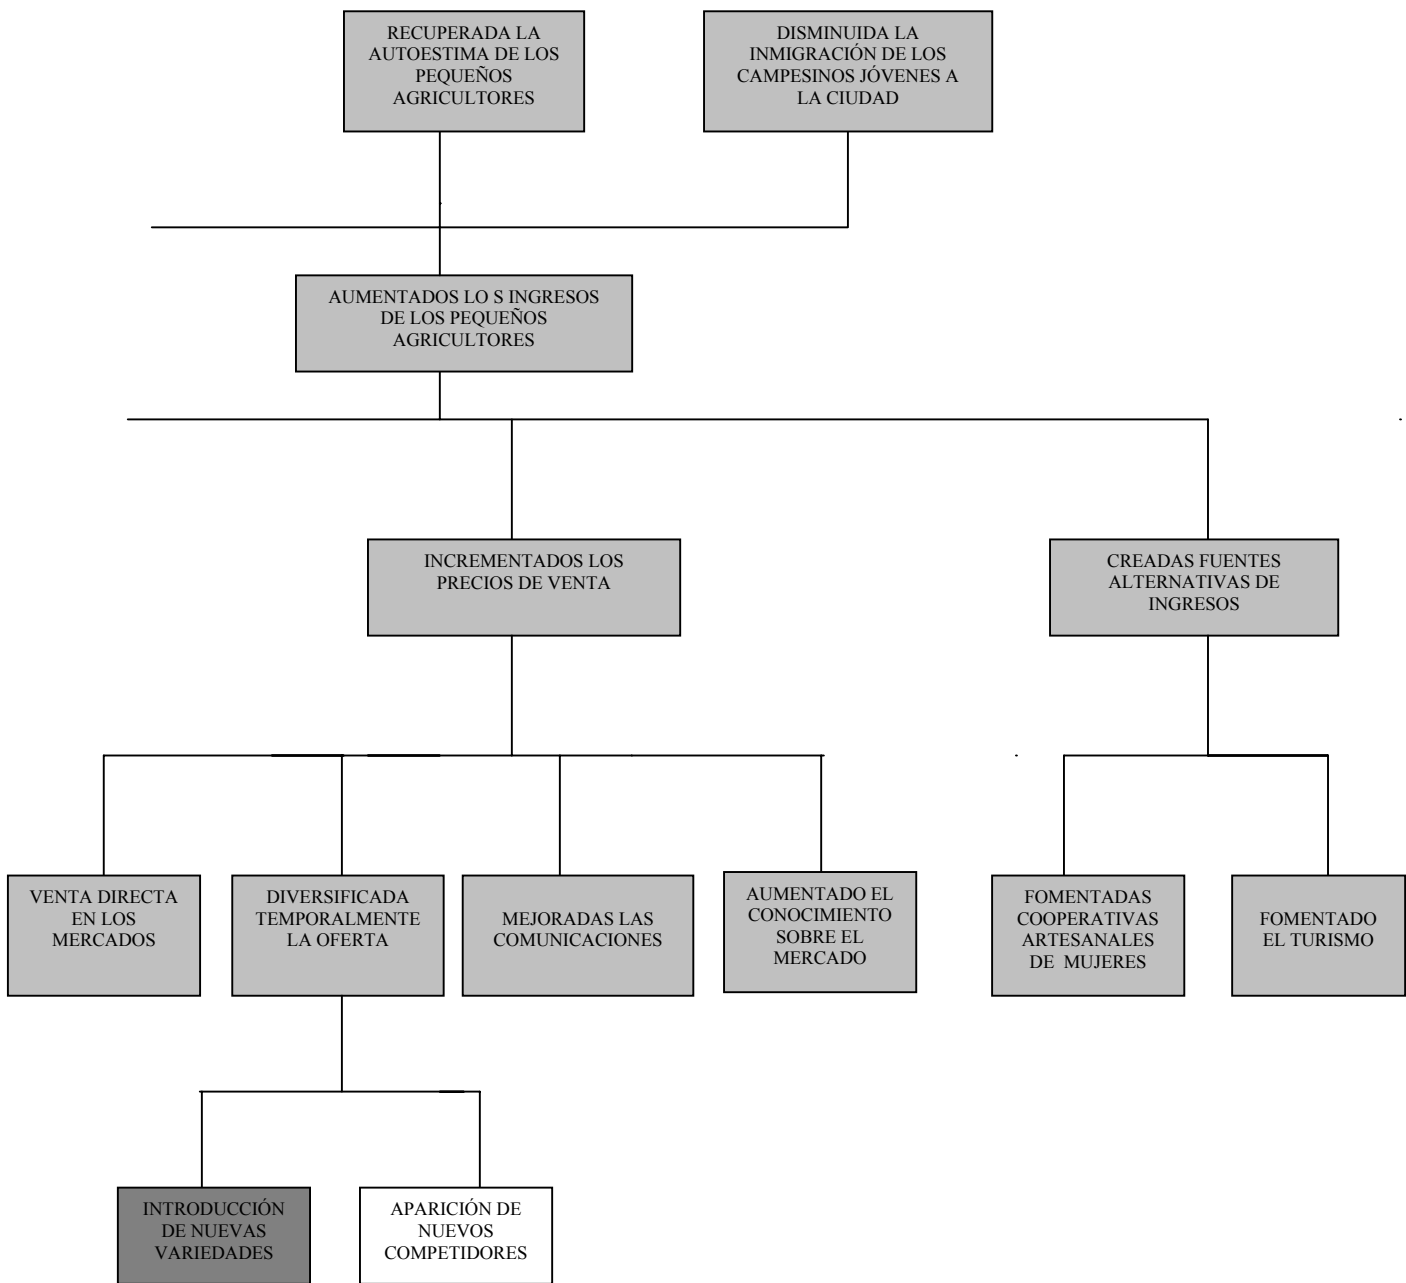 RECUPERADA LA
AUTOESTIMA DE LOS
PEQUEÑOS
AGRICULTORES
DISMINUIDA LA
INMIGRACIÓN DE LOS
CAMPESINOS JÓVENES A
LA CIUDAD
AUMENTADOS LO S INGRESOS
DE LOS PEQUEÑOS
AGRICULTORES
INCREMENTADOS LOS
PRECIOS DE VENTA
CREADAS FUENTES
ALTERNATIVAS DE
INGRESOS
VENTA DIRECTA
EN LOS
MERCADOS
DIVERSIFICADA
TEMPORALMENTE
LA OFERTA
MEJORADAS LAS
COMUNICACIONES
AUMENTADO EL
CONOCIMIENTO
SOBRE EL
MERCADO
FOMENTADAS
COOPERATIVAS
ARTESANALES
DE MUJERES
FOMENTADO
EL TURISMO
INTRODUCCIÓN
DE NUEVAS
VARIEDADES
APARICIÓN DE
NUEVOS
COMPETIDORES